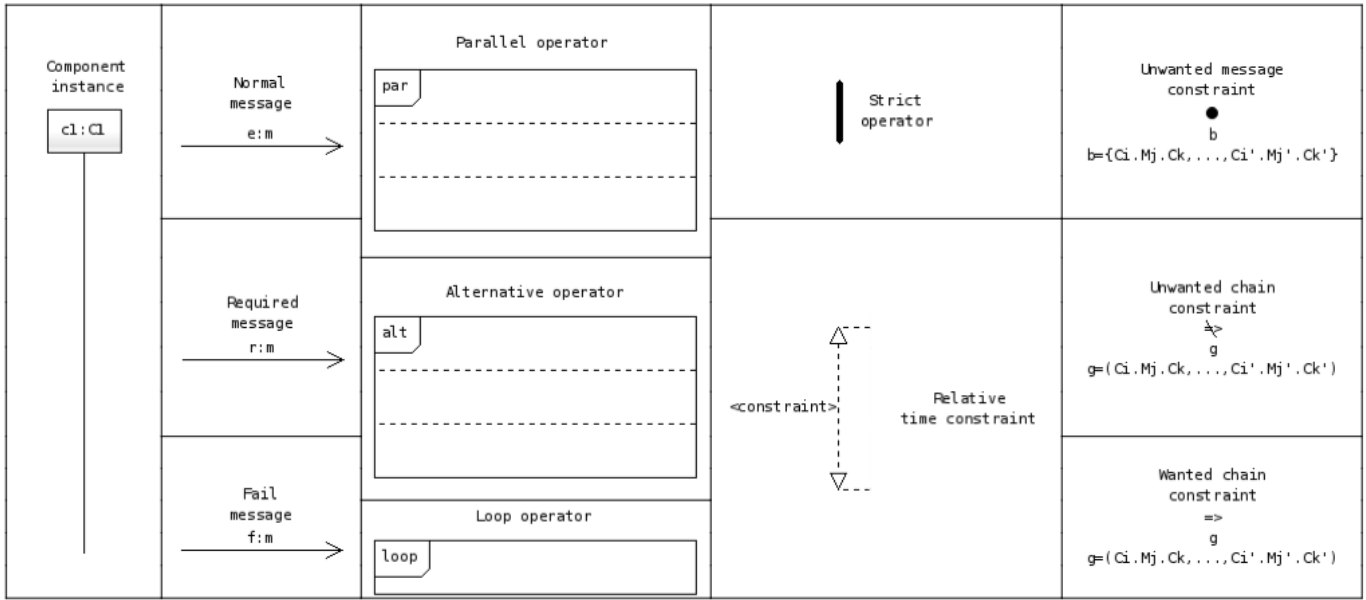 Component
instance
c1:C1
Normal
message
e:m
Required
message
r:m
Fail
message
f:m
Parallel operator
par
Alternative operator
alt
Loop operator
loop
Strict
operator
<constraint>
Relative
time constraint
Unwanted message
constraint
b
b={Ci.Mj.Ck,...,Ci'.Mj'.Ck'}
Unwanted chain
constraint
=>
g
g=(Ci.Mj.Ck,...,Ci'.Mj'.Ck')
Wanted chain
constraint
=>
g
g=(Ci.Mj.Ck,...,Ci'.Mj'.Ck')